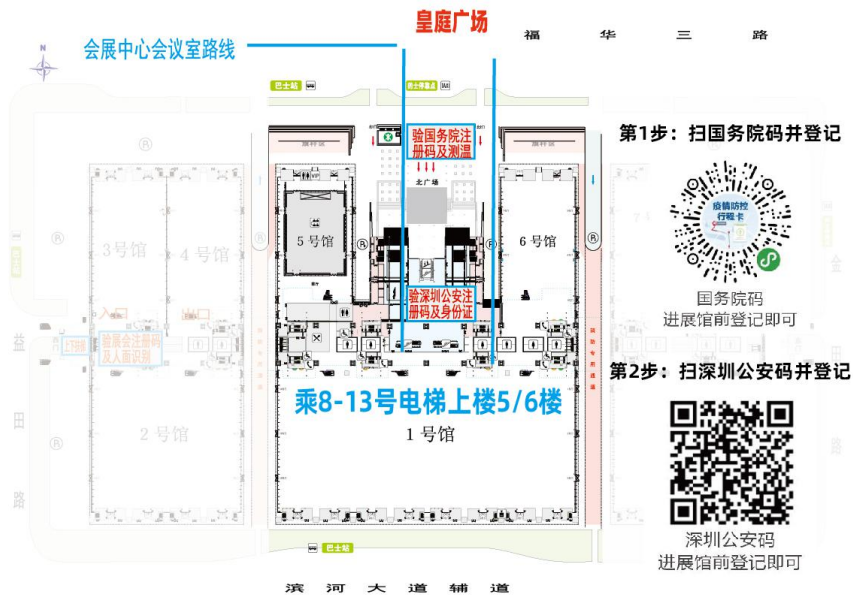 皇庭广场
福华三路
N
会展中心会议室路线
巴士站
验国务院注
册码及测温
第1步：扫国务院码并登记
北广场
VIP
疫情防控
行程卡
3号馆
4号馆
5号馆
6号馆
国务院码
进展馆前登记即可
验深圳公安注
册码及身份证
入口
验展会注册码
及人面识别
第2步：扫深圳公安码并登记
乘8-13号电梯上楼5/6楼
2号馆
1号馆
益田路
深圳公安码
进展馆前登记即可
巴士站
滨河大道辅道